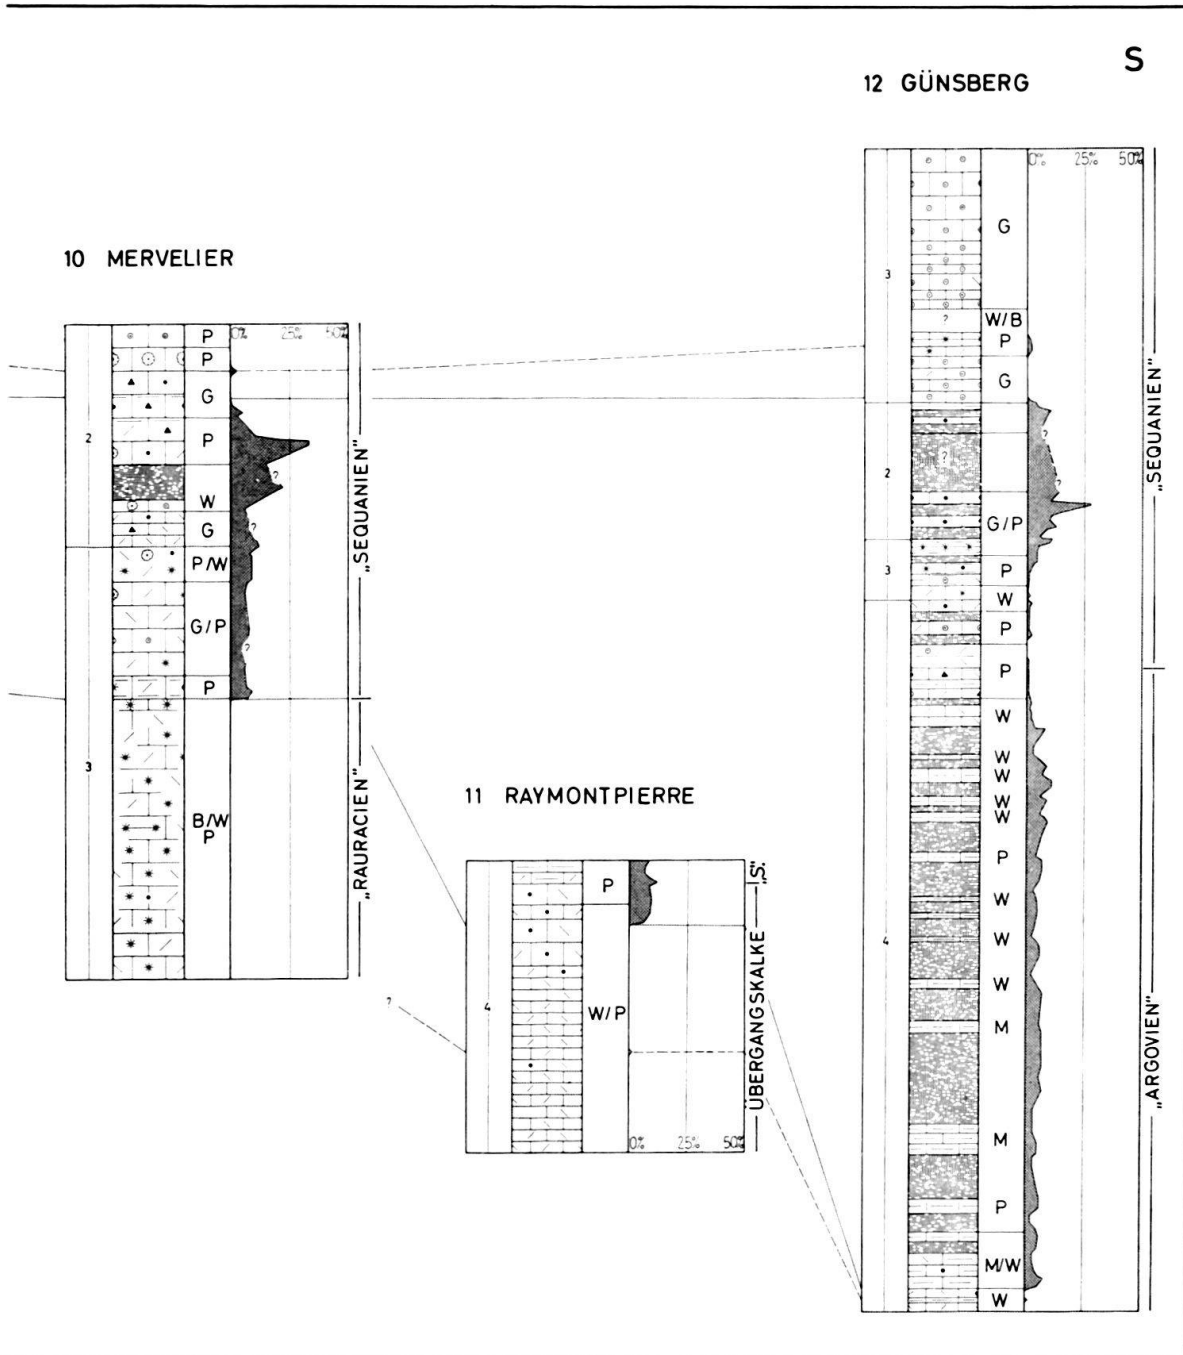 S
12 GÜNSBERG
0% 25% 50%
G
3
W/B
?
P
G
?
2
?
?
G/P
3
P
W
P
P
W
W
W
W
W
P
W
W
W
4
M
M
P
M/W
W
„SEQUANIEN”
„ARGOVIEN”
10 MERVELIER
0% 25% 50%
P
P
G
2
P
?
W
?
G
P/W
G/P
?
P
3
B/W
P
„SEQUANIEN”
„RAURACIEN”
11 RAYMONTPIERRE
P
?
4
W/P
0% 25% 50%
„S”.
ÜBERGANGSKALKE